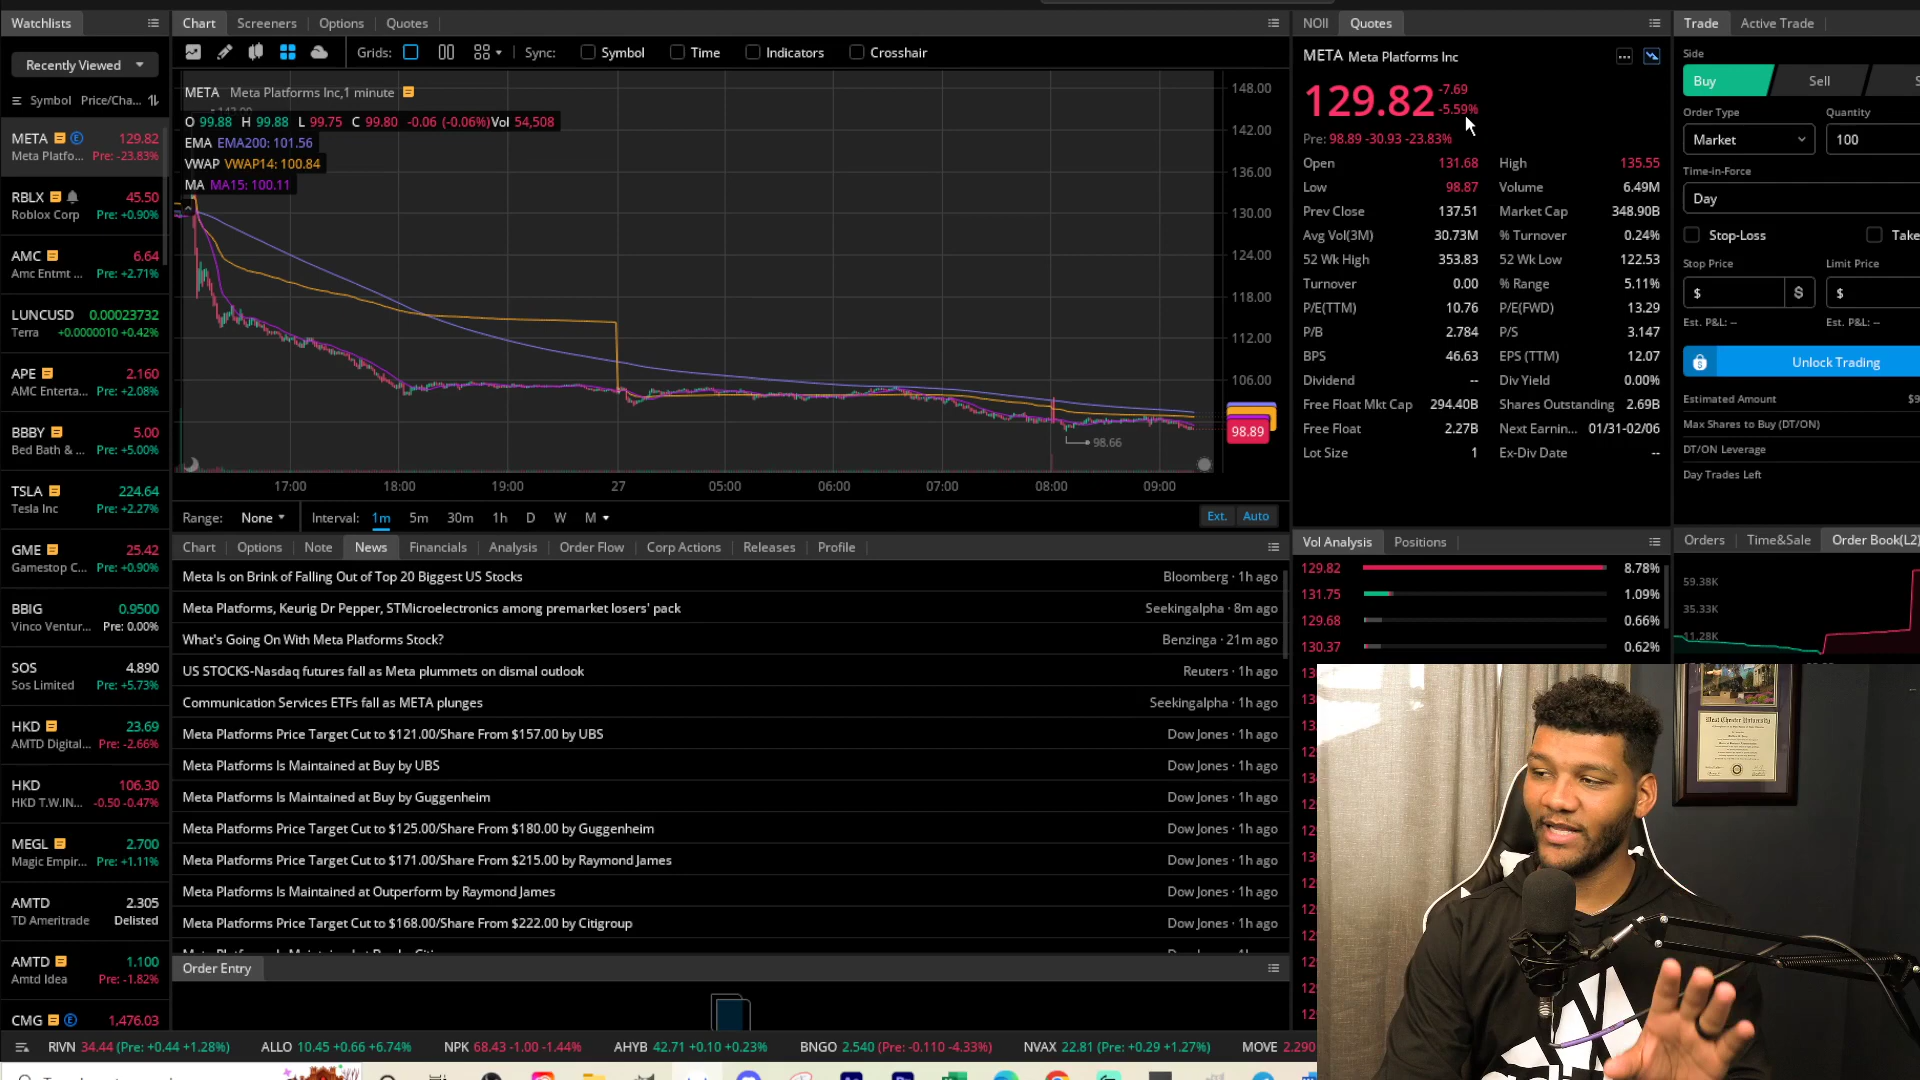 Watchlists
Recently Viewed
Symbol Price/Cha...
META 129.82
Meta Platfo... Pre: -23.83%
RBLX 45.50
Roblox Corp Pre: +0.90%
AMC 6.64
Amc Entmt ... Pre: +2.71%
LUNCUSD 0.00023732
Terra +0.0000010 +0.42%
APE 2.160
AMC Enterta... Pre: +2.08%
BBBY 5.00
Bed Bath & ... Pre: +5.00%
TSLA 224.64
Tesla Inc Pre: +2.27%
GME 25.42
Gamestop C... Pre: +0.90%
BBIG 0.9500
Vinco Ventur... Pre: 0.00%
SOS 4.890
Sos Limited Pre: +5.73%
HKD 23.69
AMTD Digital... Pre: -2.66%
HKD 106.30
HKD T.W.IN... -0.50 -0.47%
MEGL 2.700
Magic Empir... Pre: +1.11%
AMTD 2.305
TD Ameritrade Delisted
AMTD 1.100
Amtd Idea Pre: -1.82%
CMG 1,476.03
Chart Screeners Options Quotes
Grids: Sync: Symbol Time Indicators Crosshair
META Meta Platforms Inc,1 minute
O 99.88 H 99.88 L 99.75 C 99.80 -0.06 (-0.06%) Vol 54,508
EMA EMA200: 101.56
VWAP VWAP14: 100.84
MA MA15: 100.11
148.00
142.00
136.00
130.00
124.00
118.00
112.00
106.00
98.89
98.66
17:00 18:00 19:00 27 05:00 06:00 07:00 08:00 09:00
Range: None Interval: 1m 5m 30m 1h D W M Ext. Auto
Chart Options Note News Financials Analysis Order Flow Corp Actions Releases Profile
Meta Is on Brink of Falling Out of Top 20 Biggest US Stocks Bloomberg · 1h ago
Meta Platforms, Keurig Dr Pepper, STMicroelectronics among premarket losers' pack Seekingalpha · 8m ago
What's Going On With Meta Platforms Stock? Benzinga · 21m ago
US STOCKS-Nasdaq futures fall as Meta plummets on dismal outlook Reuters · 1h ago
Communication Services ETFs fall as META plunges Seekingalpha · 1h ago
Meta Platforms Price Target Cut to $121.00/Share From $157.00 by UBS Dow Jones · 1h ago
Meta Platforms Is Maintained at Buy by UBS Dow Jones · 1h ago
Meta Platforms Is Maintained at Buy by Guggenheim Dow Jones · 1h ago
Meta Platforms Price Target Cut to $125.00/Share From $180.00 by Guggenheim Dow Jones · 1h ago
Meta Platforms Price Target Cut to $171.00/Share From $215.00 by Raymond James Dow Jones · 1h ago
Meta Platforms Is Maintained at Outperform by Raymond James Dow Jones · 1h ago
Meta Platforms Price Target Cut to $168.00/Share From $222.00 by Citigroup Dow Jones · 1h ago
Order Entry
NOII Quotes
META Meta Platforms Inc
129.82 -7.69
-5.59%
Pre: 98.89 -30.93 -23.83%
Open 131.68 High 135.55
Low 98.87 Volume 6.49M
Prev Close 137.51 Market Cap 348.90B
Avg Vol(3M) 30.73M % Turnover 0.24%
52 Wk High 353.83 52 Wk Low 122.53
Turnover 0.00 % Range 5.11%
P/E(TTM) 10.76 P/E(FWD) 13.29
P/B 2.784 P/S 3.147
BPS 46.63 EPS (TTM) 12.07
Dividend -- Div Yield 0.00%
Free Float Mkt Cap 294.40B Shares Outstanding 2.69B
Free Float 2.27B Next Earnin... 01/31-02/06
Lot Size 1 Ex-Div Date --
Vol Analysis Positions
129.82 8.78%
131.75 1.09%
129.68 0.66%
130.37 0.62%
Trade Active Trade
Side
Buy Sell
Order Type Quantity
Market 100
Time-in-Force
Day
Stop-Loss Take
Stop Price Limit Price
$ $ $
Est. P&L: -- Est. P&L: --
Unlock Trading
Estimated Amount
Max Shares to Buy (DT/ON)
DT/ON Leverage
Day Trades Left
Orders Time&Sale Order Book(L2)
59.38K
35.33K
11.28K
West Chester University
RIVN 34.44 (Pre: +0.44 +1.28%) ALLO 10.45 +0.66 +6.74% NPK 68.43 -1.00 -1.44% AHYB 42.71 +0.10 +0.23% BNGO 2.540 (Pre: -0.110 -4.33%) NVAX 22.81 (Pre: +0.29 +1.27%) MOVE 2.290